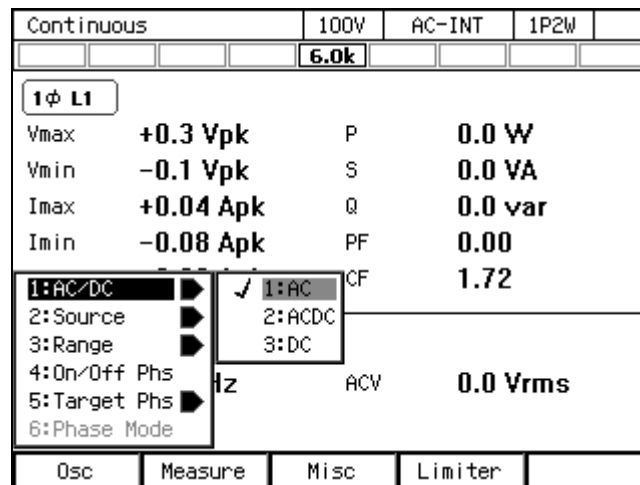 Continuous 100V AC-INT 1P2W
6.0k
1ϕ L1
Vmax +0.3 Vpk P 0.0 W
Vmin -0.1 Vpk S 0.0 VA
Imax +0.04 Apk Q 0.0 var
Imin -0.08 Apk PF 0.00
CF 1.72
1:AC/DC ✓ 1:AC
2:Source 2:ACDC
3:Range 3:DC
4:On/Off Phs
Hz ACV 0.0 Vrms
5:Target Phs
6:Phase Mode
Osc Measure Misc Limiter